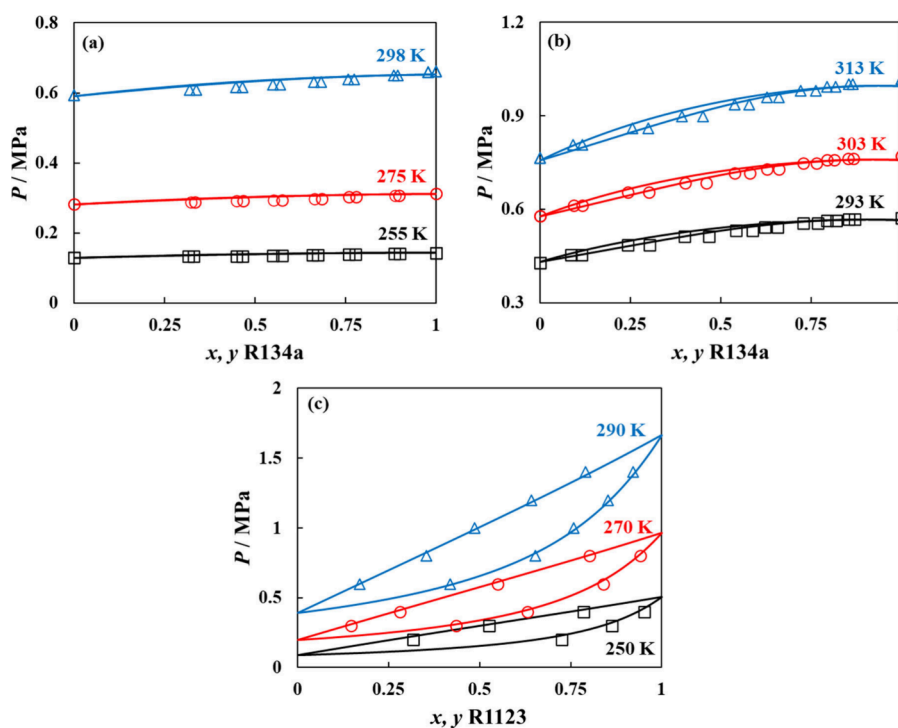 (a)
0.8
0.6
0.4
0.2
0
298 K
275 K
255 K
P / MPa
0
0.25
0.5
0.75
1
x, y R134a
(b)
1.2
0.9
0.6
0.3
313 K
303 K
293 K
P / MPa
0
0.25
0.5
0.75
x, y R134a
(c)
2
1.5
1
0.5
0
290 K
270 K
250 K
P / MPa
0
0.25
0.5
0.75
1
x, y R1123